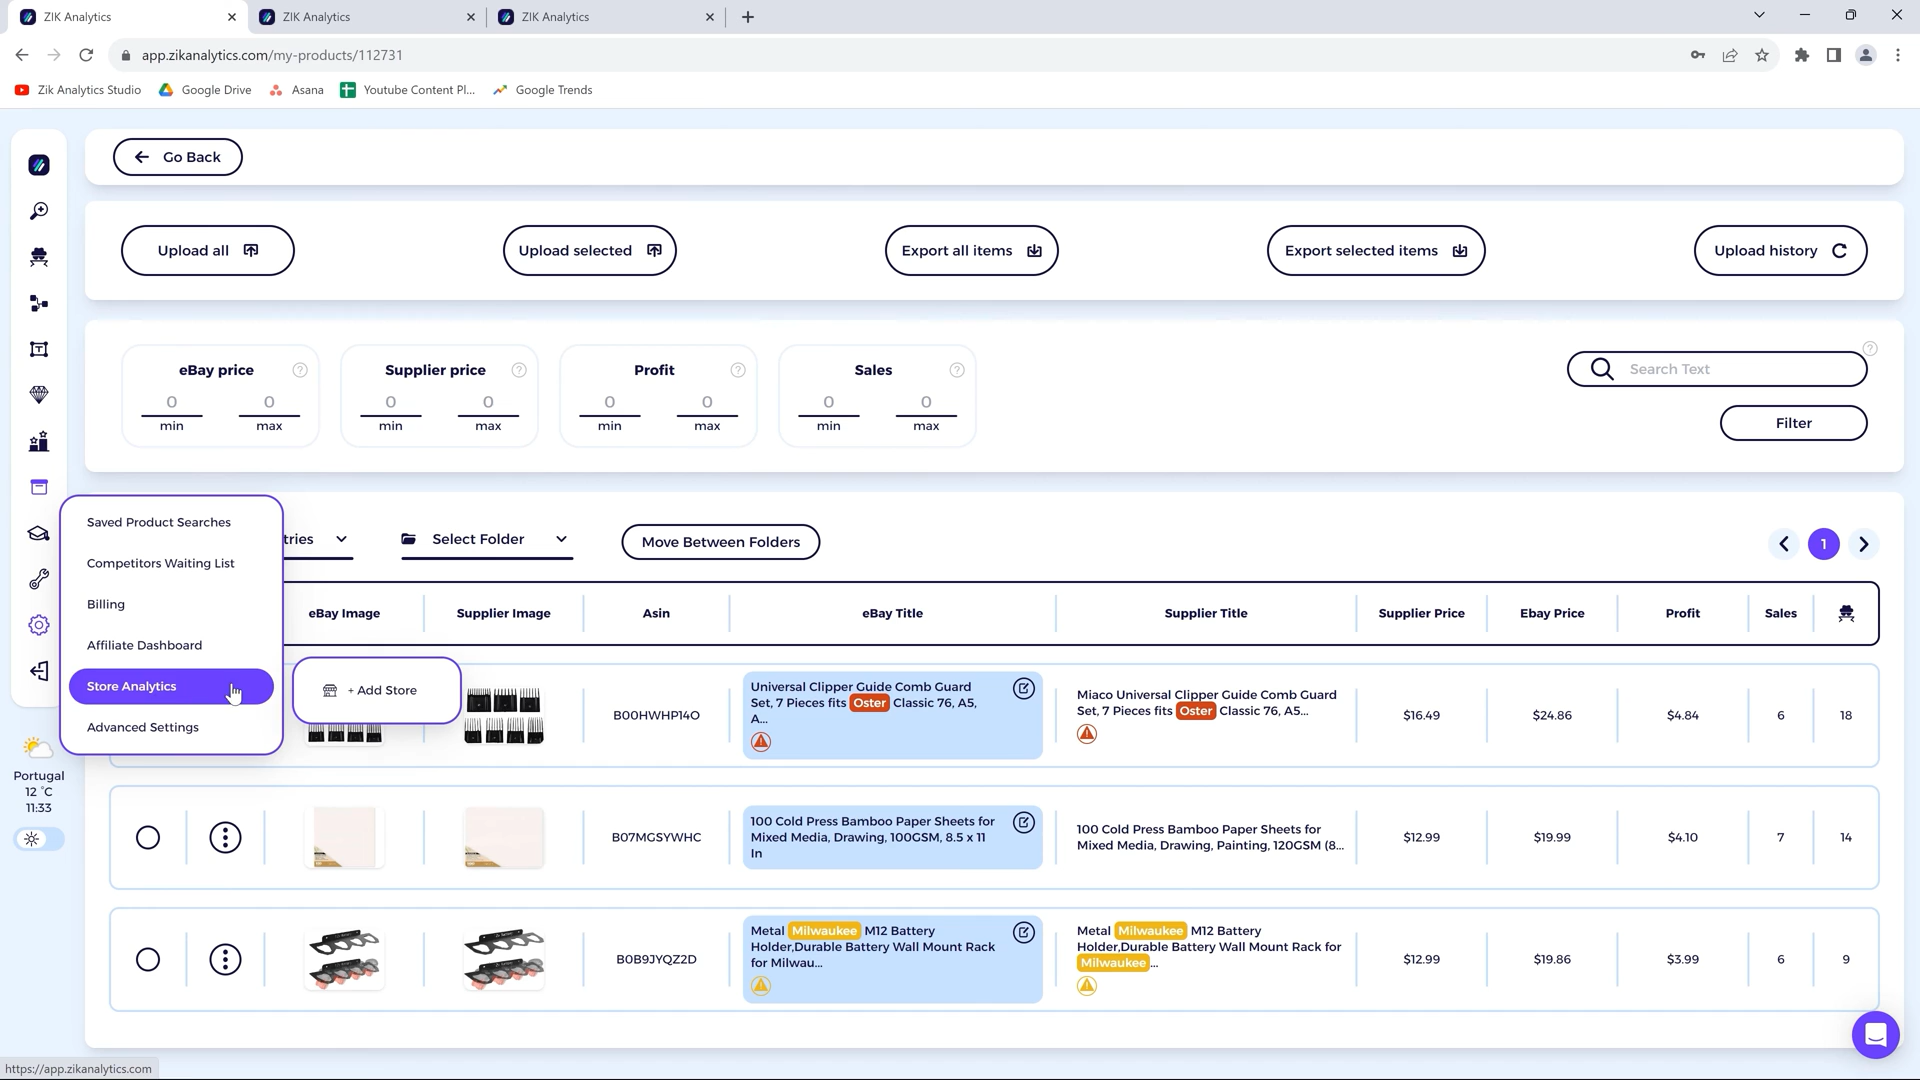 ZIK Analytics
ZIK Analytics
ZIK Analytics
app.zikanalytics.com/my-products/112731
Zik Analytics Studio
Google Drive
Asana
Youtube Content Pl...
Google Trends
Go Back
Upload all
Upload selected
Export all items
Export selected items
Upload history
eBay price
?
0
0
min
max
Supplier price
?
0
0
min
max
Profit
?
0
0
min
max
Sales
?
0
0
min
max
?
Search Text
Filter
Saved Product Searches
Competitors Waiting List
Billing
Affiliate Dashboard
Store Analytics
Advanced Settings
+ Add Store
tries
Select Folder
Move Between Folders
1
eBay Image
Supplier Image
Asin
eBay Title
Supplier Title
Supplier Price
Ebay Price
Profit
Sales
B00HWHP14O
Universal Clipper Guide Comb Guard
Set, 7 Pieces fits Oster Classic 76, A5,
A...
Miaco Universal Clipper Guide Comb Guard
Set, 7 Pieces fits Oster Classic 76, A5...
$16.49
$24.86
$4.84
6
18
B07MGSYWHC
100 Cold Press Bamboo Paper Sheets for
Mixed Media, Drawing, 100GSM, 8.5 x 11
In
100 Cold Press Bamboo Paper Sheets for
Mixed Media, Drawing, Painting, 120GSM (8...
$12.99
$19.99
$4.10
7
14
B0B9JYQZ2D
Metal Milwaukee M12 Battery
Holder,Durable Battery Wall Mount Rack
for Milwau...
Metal Milwaukee M12 Battery
Holder,Durable Battery Wall Mount Rack for
Milwaukee...
$12.99
$19.86
$3.99
6
9
Portugal
12 °C
11:33
https://app.zikanalytics.com